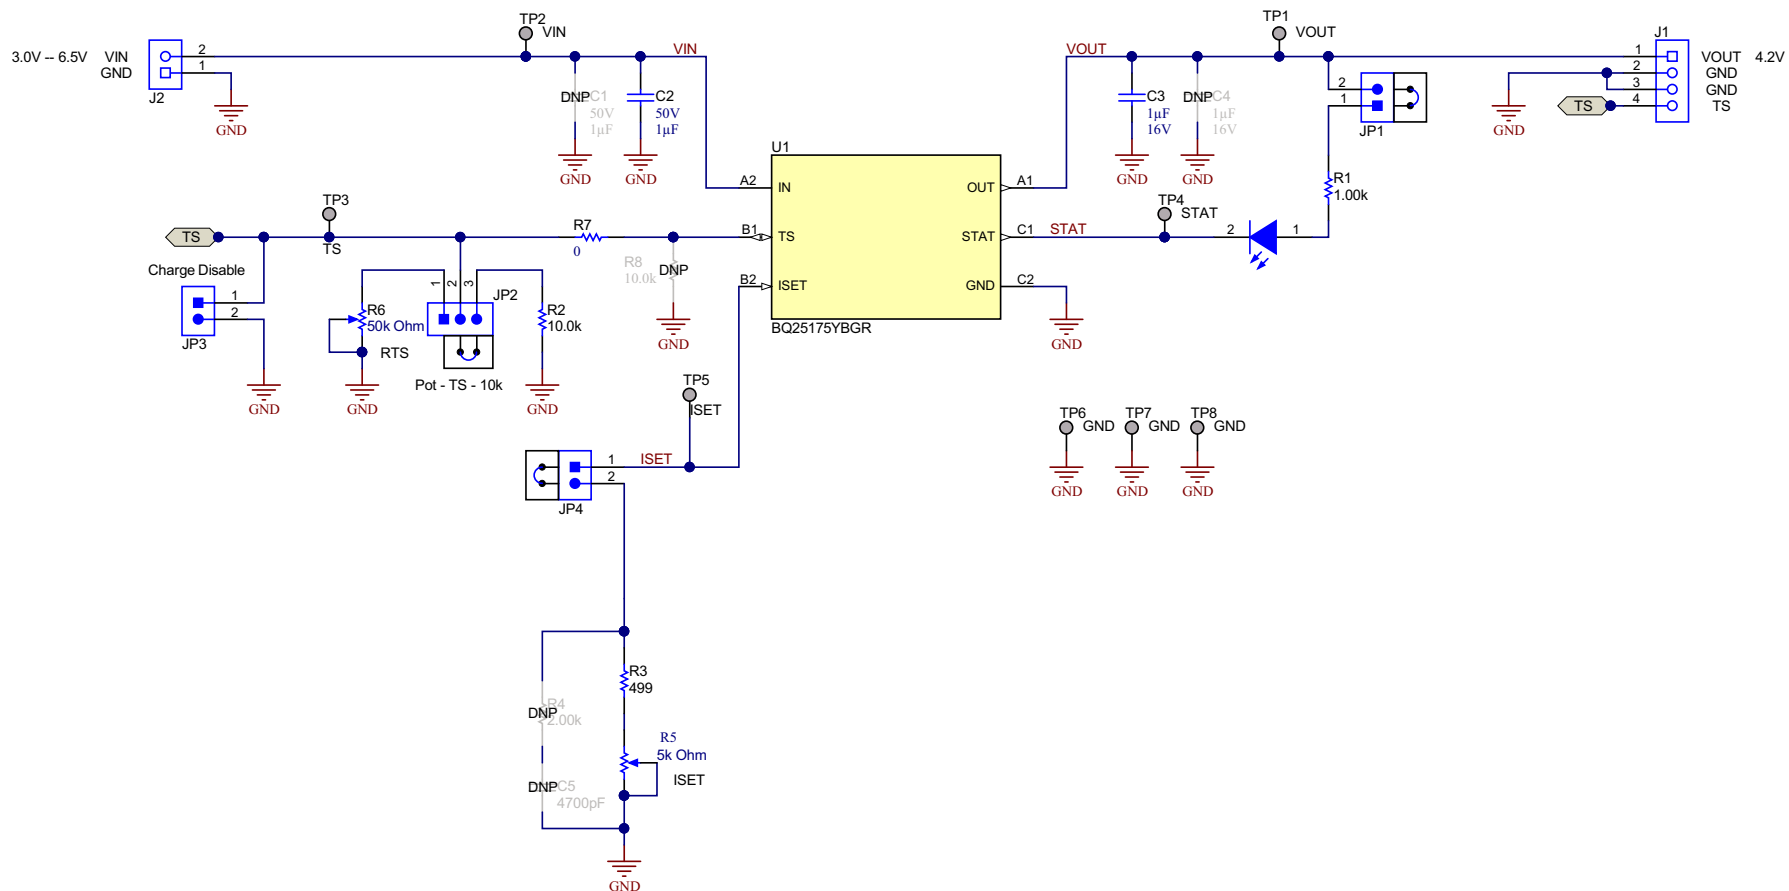 TP2
VIN
TP1
VOUT
J1
3.0V -- 6.5V
VIN
2
VIN
VOUT
1
VOUT
4.2V
GND
1
2
GND
J2
GND
DNP
C1
50V
1µF
GND
C2
50V
1µF
GND
C3
1µF
16V
GND
DNP
C4
1µF
16V
GND
2
1
JP1
3
GND
TS
4
TS
GND
R1
1.00k
U1
A2
IN
OUT
A1
B1
TS
STAT
C1
STAT
B2
ISET
GND
C2
BQ25175YBGR
GND
TP4
STAT
2
1
TP3
TS
TS
R7
0
R8
10.0k
DNP
GND
Charge Disable
1
2
JP3
GND
R6
50k Ohm
RTS
GND
1
2
3
JP2
Pot - TS - 10k
R2
10.0k
GND
TP5
ISET
TP6
GND
GND
TP7
GND
GND
TP8
GND
GND
1
ISET
2
JP4
R3
499
DNP
R4
2.00k
R5
5k Ohm
ISET
DNP
C5
4700pF
GND